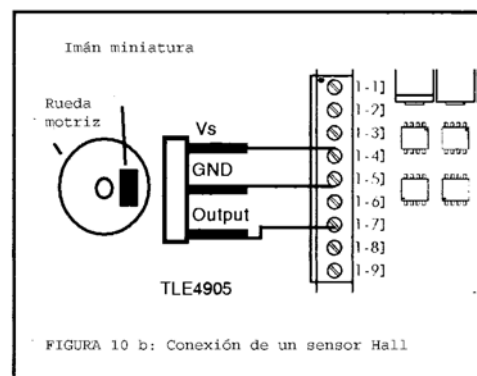 Imán miniatura
Rueda
motriz
Vs
GND
Output
TLE4905
1-1]
1-2]
1-3]
1-4]
1-5]
1-6]
1-7]
1-8]
1-9]
FIGURA 10 b: Conexión de un sensor Hall